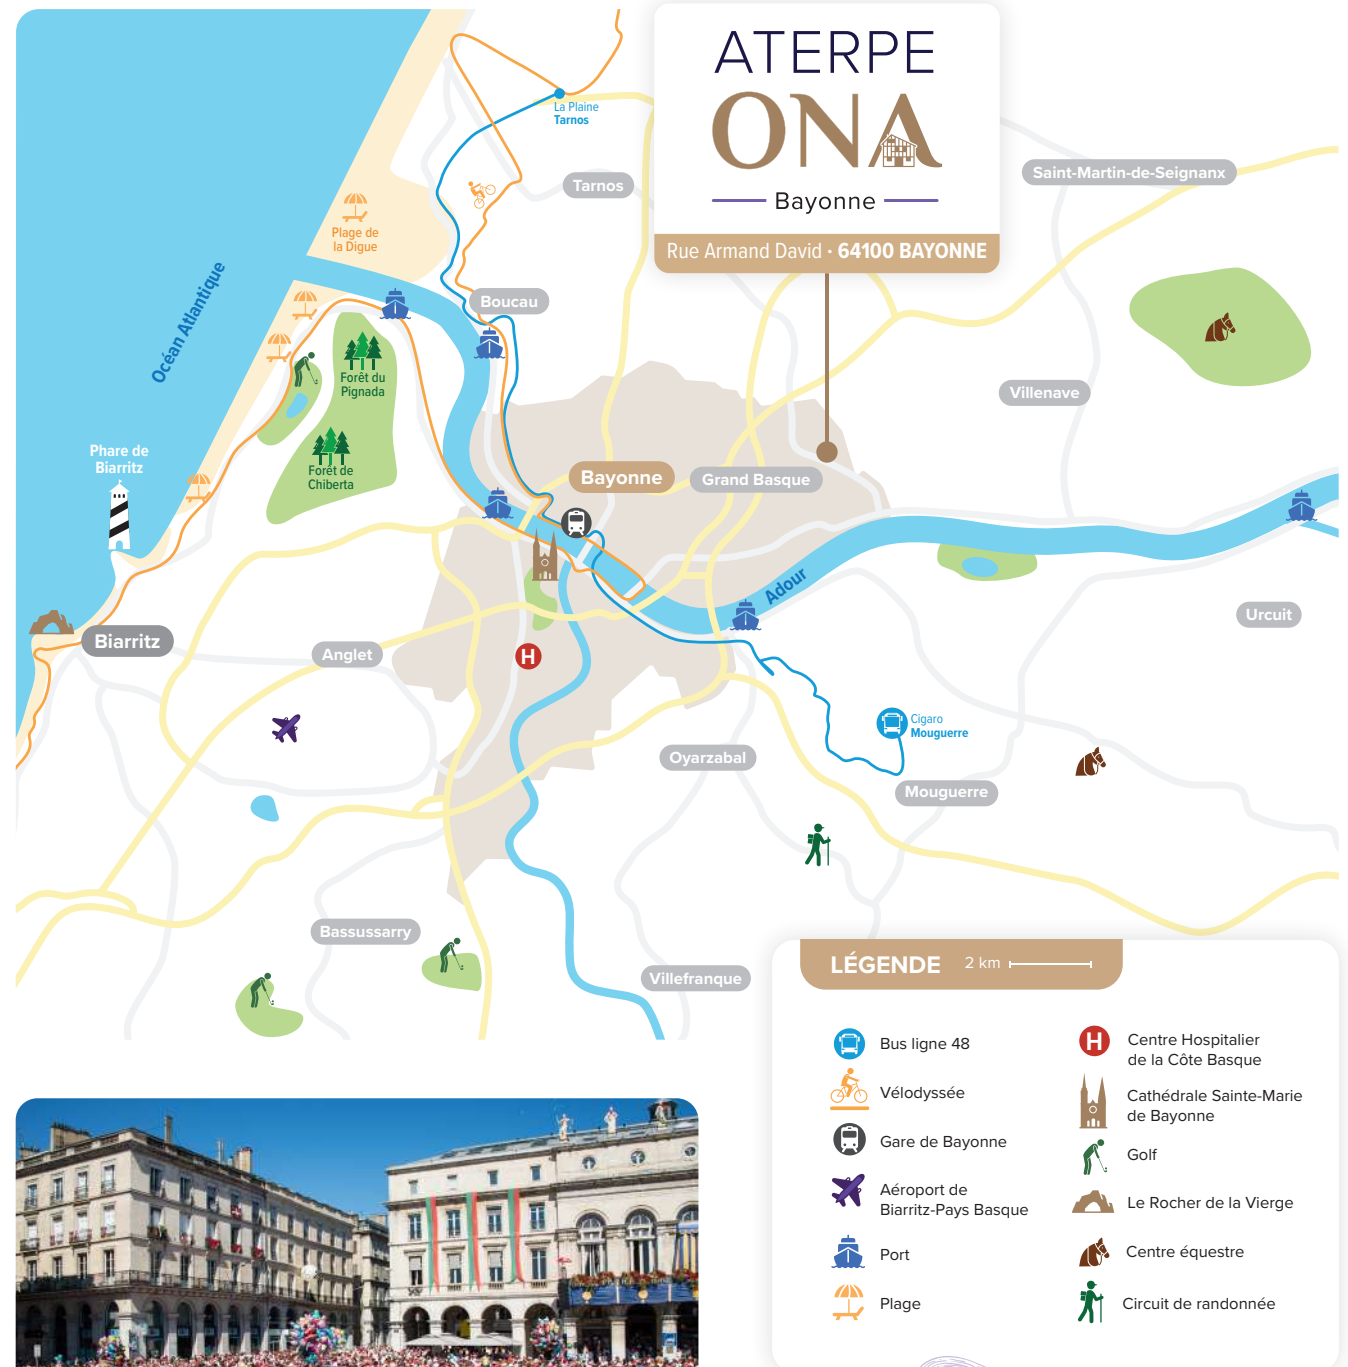 ATERPE
ONA
Bayonne
Rue Armand David • 64100 BAYONNE
La Plaine
Tarnos
Tarnos
Saint-Martin-de-Seignanx
Plage de
la Digue
Océan Atlantique
Boucau
Forêt du
Pignada
Villenave
Phare de
Biarritz
Forêt de
Chiberta
Bayonne
Grand Basque
Adour
Urcuit
Biarritz
Anglet
H
Cigaro
Mouguerre
Oyarzabal
Mouguerre
Bassussarry
Villefranque
LÉGENDE
2 km
Bus ligne 48
Vélodyssée
Gare de Bayonne
Aéroport de
Biarritz-Pays Basque
Port
Plage
H
Centre Hospitalier
de la Côte Basque
Cathédrale Sainte-Marie
de Bayonne
Golf
Le Rocher de la Vierge
Centre équestre
Circuit de randonnée